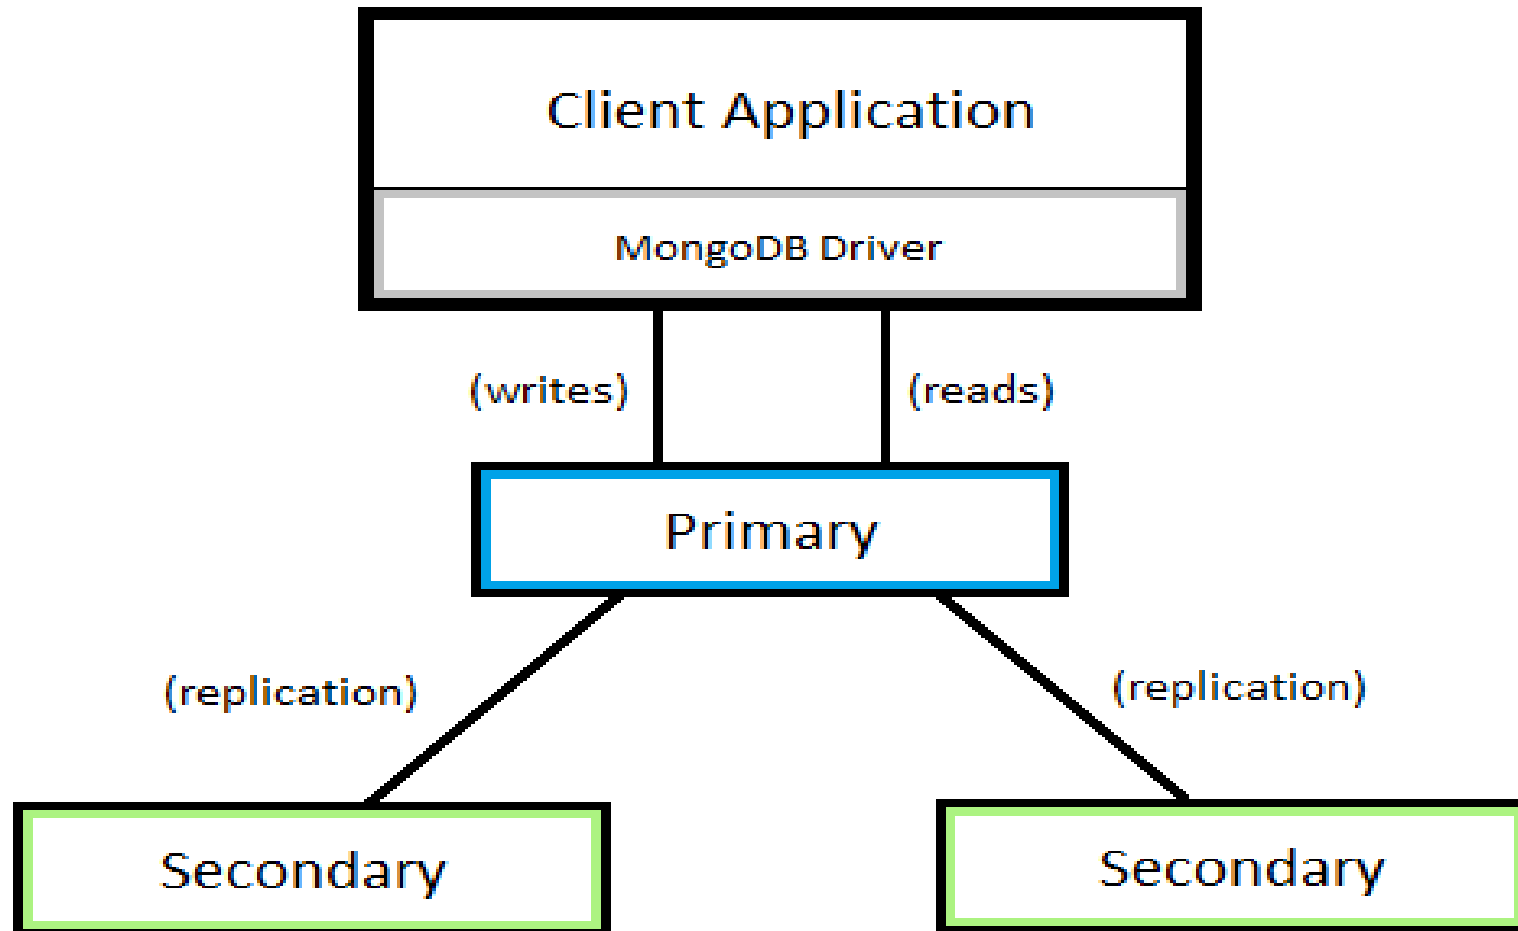 Client Application
MongoDB Driver
(writes)
(reads)
Primary
(replication)
(replication)
Secondary
Secondary